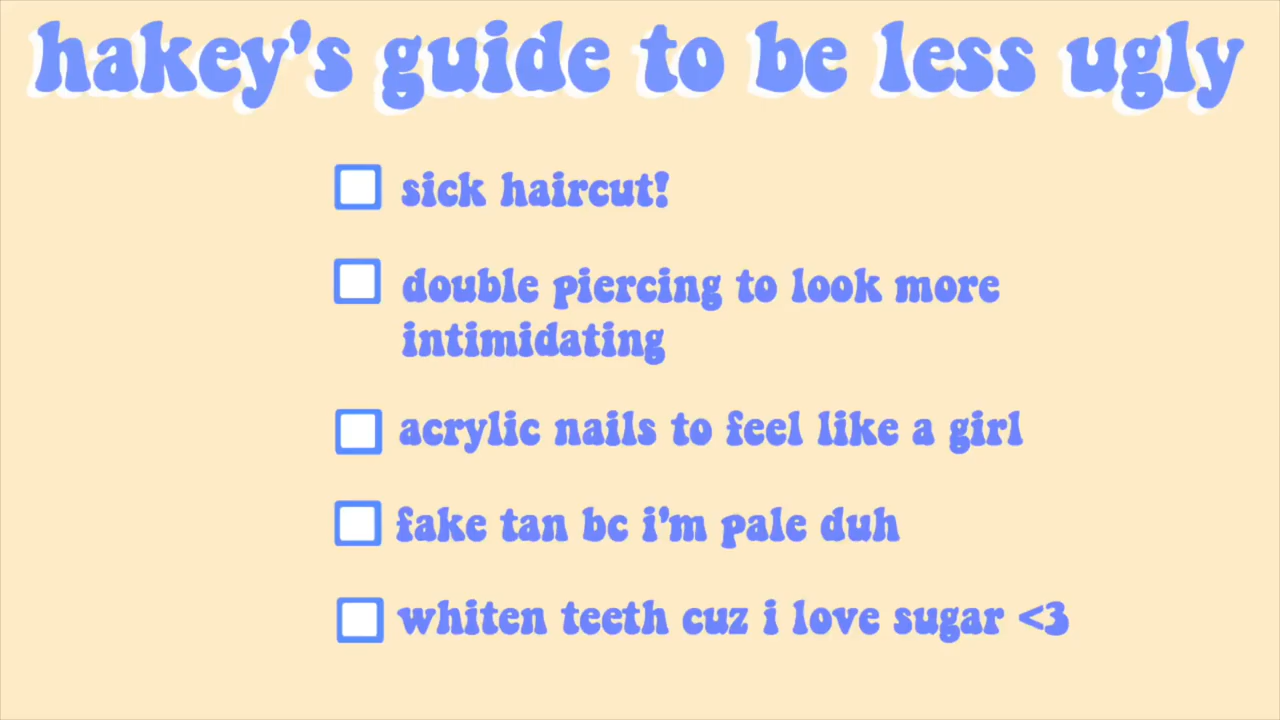 hakey's guide to be less ugly
sick haircut!
double piercing to look more
intimidating
acrylic nails to feel like a girl
fake tan bc i'm pale duh
whiten teeth cuz i love sugar <3